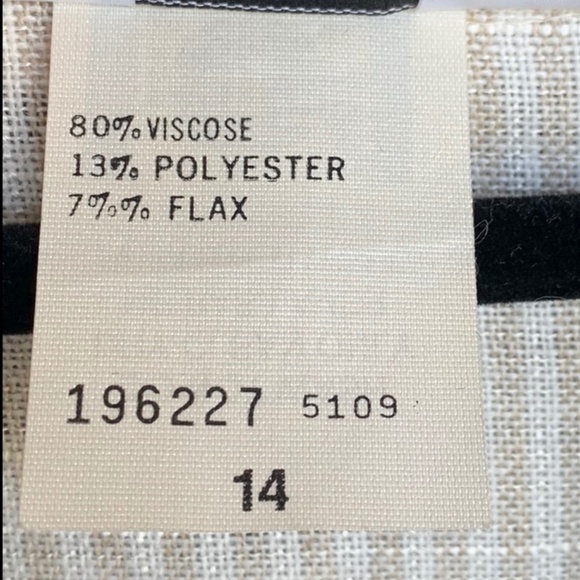 80% VISCOSE
13% POLYESTER
7%% FLAX
196227 5109
14